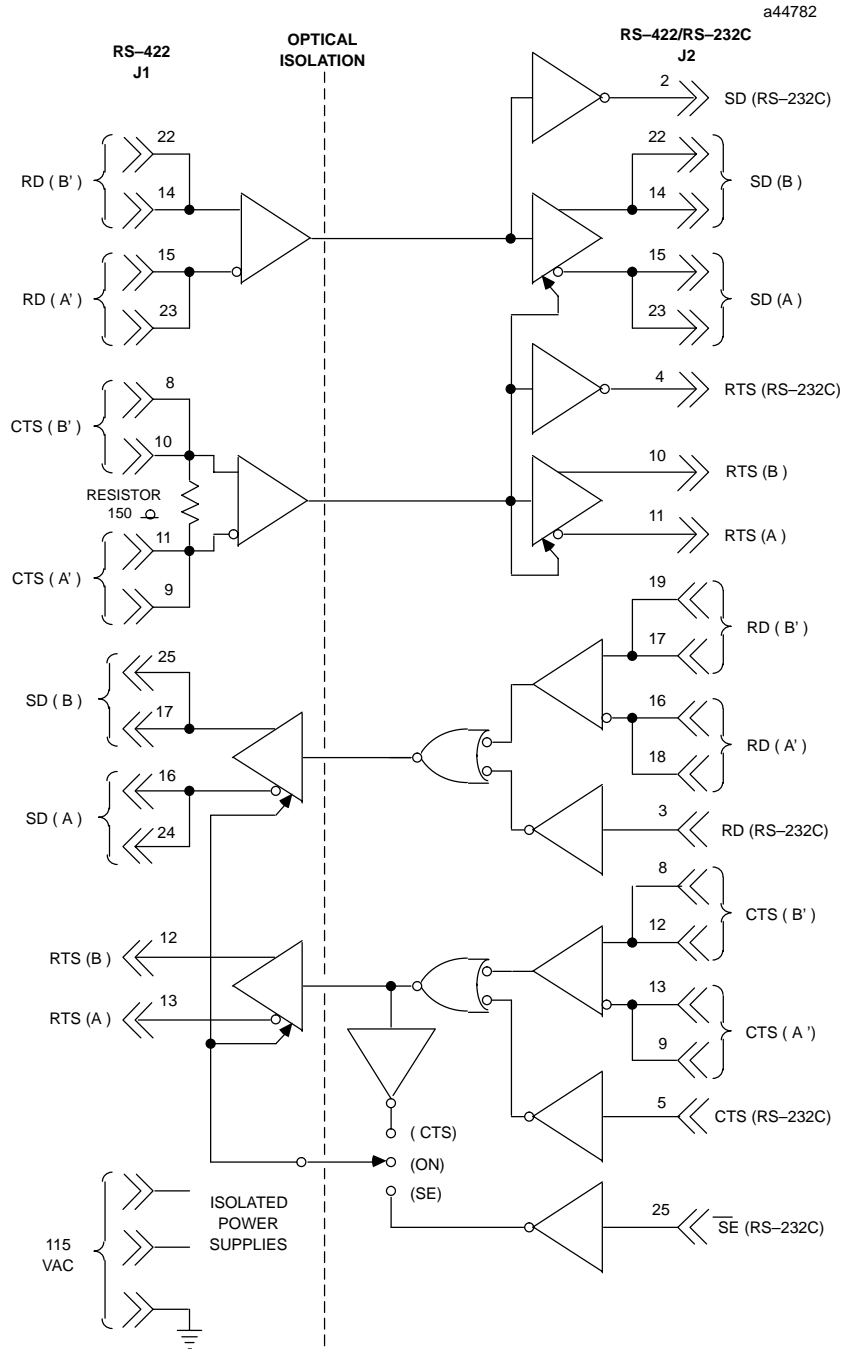 a44782
RS–422
J1
OPTICAL
ISOLATION
RS–422/RS–232C
J2
2
SD (RS–232C)
22
RD ( B' )
14
22
SD (B )
14
15
RD ( A' )
23
15
SD (A )
23
8
CTS ( B' )
10
4
RTS (RS–232C)
RESISTOR
150
10
RTS (B )
11
CTS ( A' )
9
11
RTS (A )
19
RD ( B' )
17
25
SD ( B )
17
16
RD ( A' )
18
16
SD ( A )
24
3
RD (RS–232C)
8
CTS ( B' )
12
12
RTS (B )
13
RTS (A )
13
CTS ( A' )
9
5
CTS (RS–232C)
( CTS)
(ON)
(SE)
25
SE (RS–232C)
ISOLATED
POWER
SUPPLIES
115
VAC